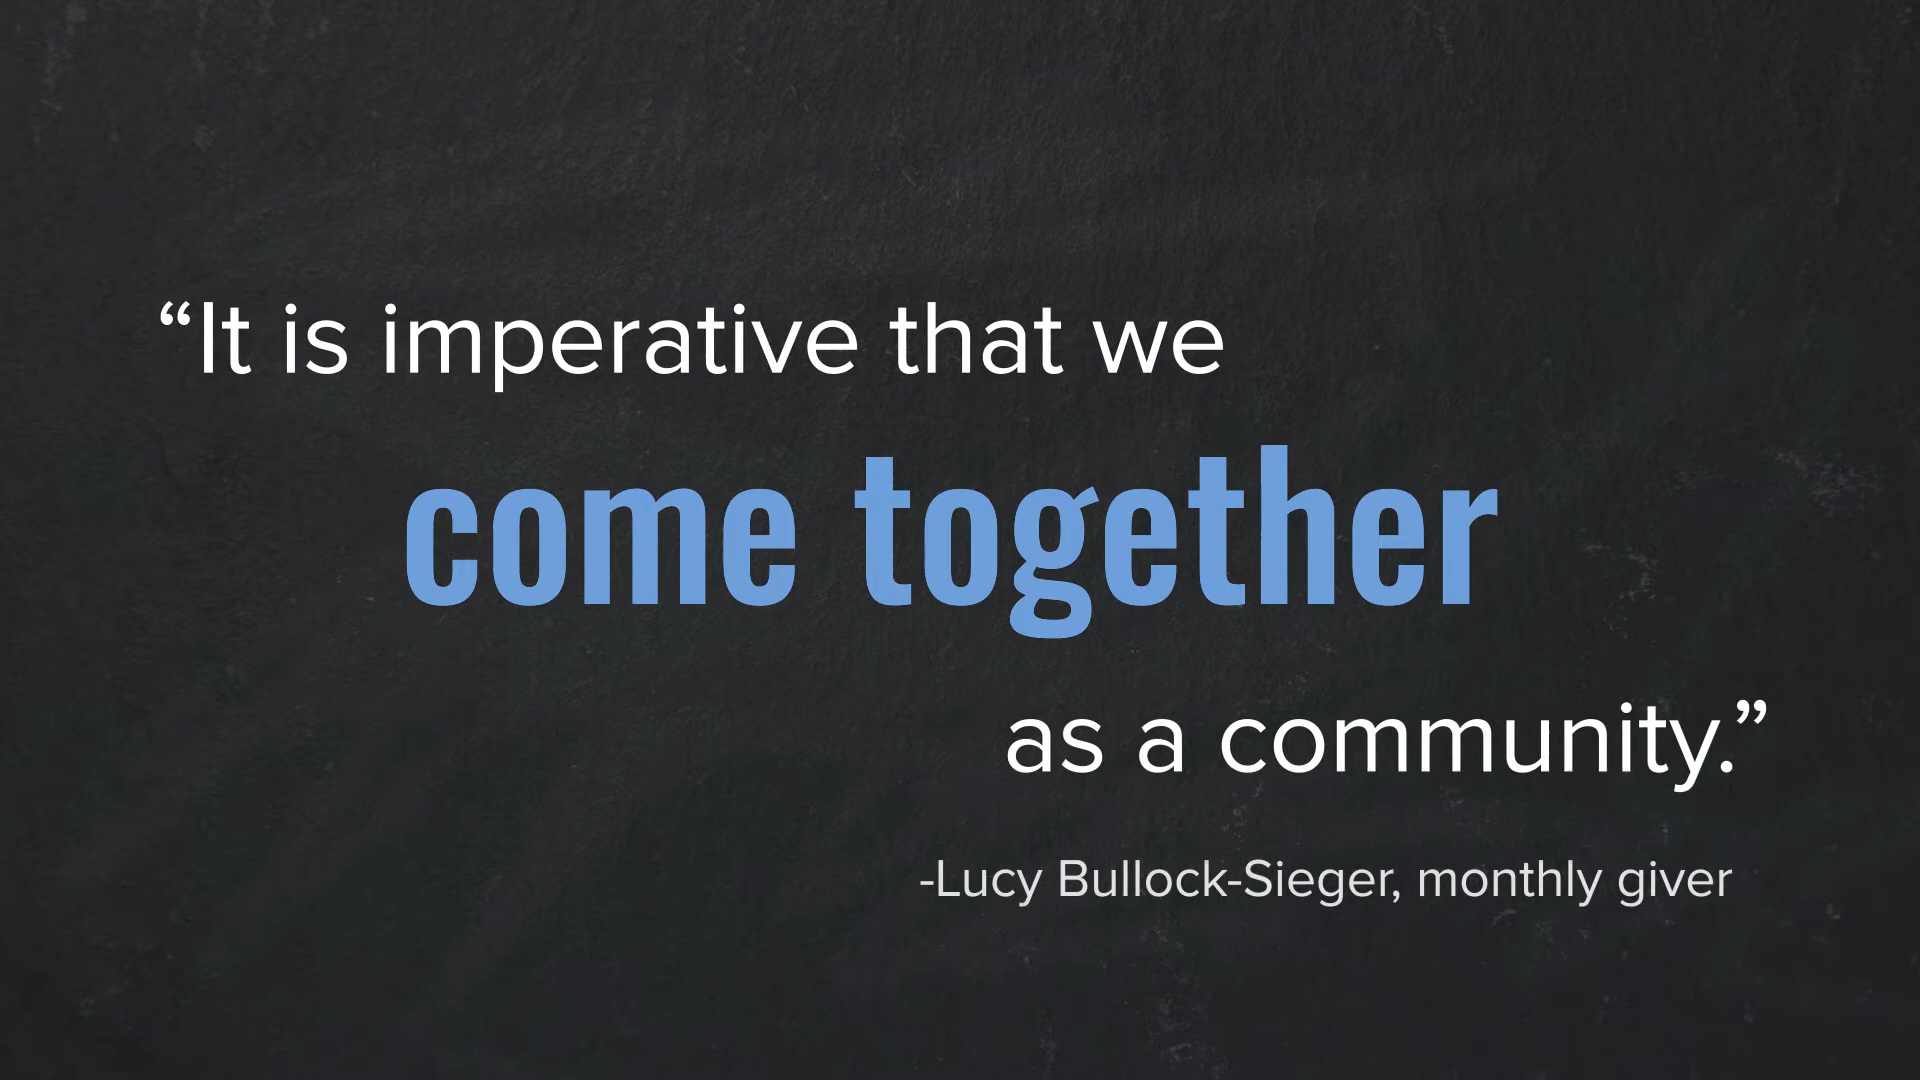 “It is imperative that we
come together
as a community.”
-Lucy Bullock-Sieger, monthly giver